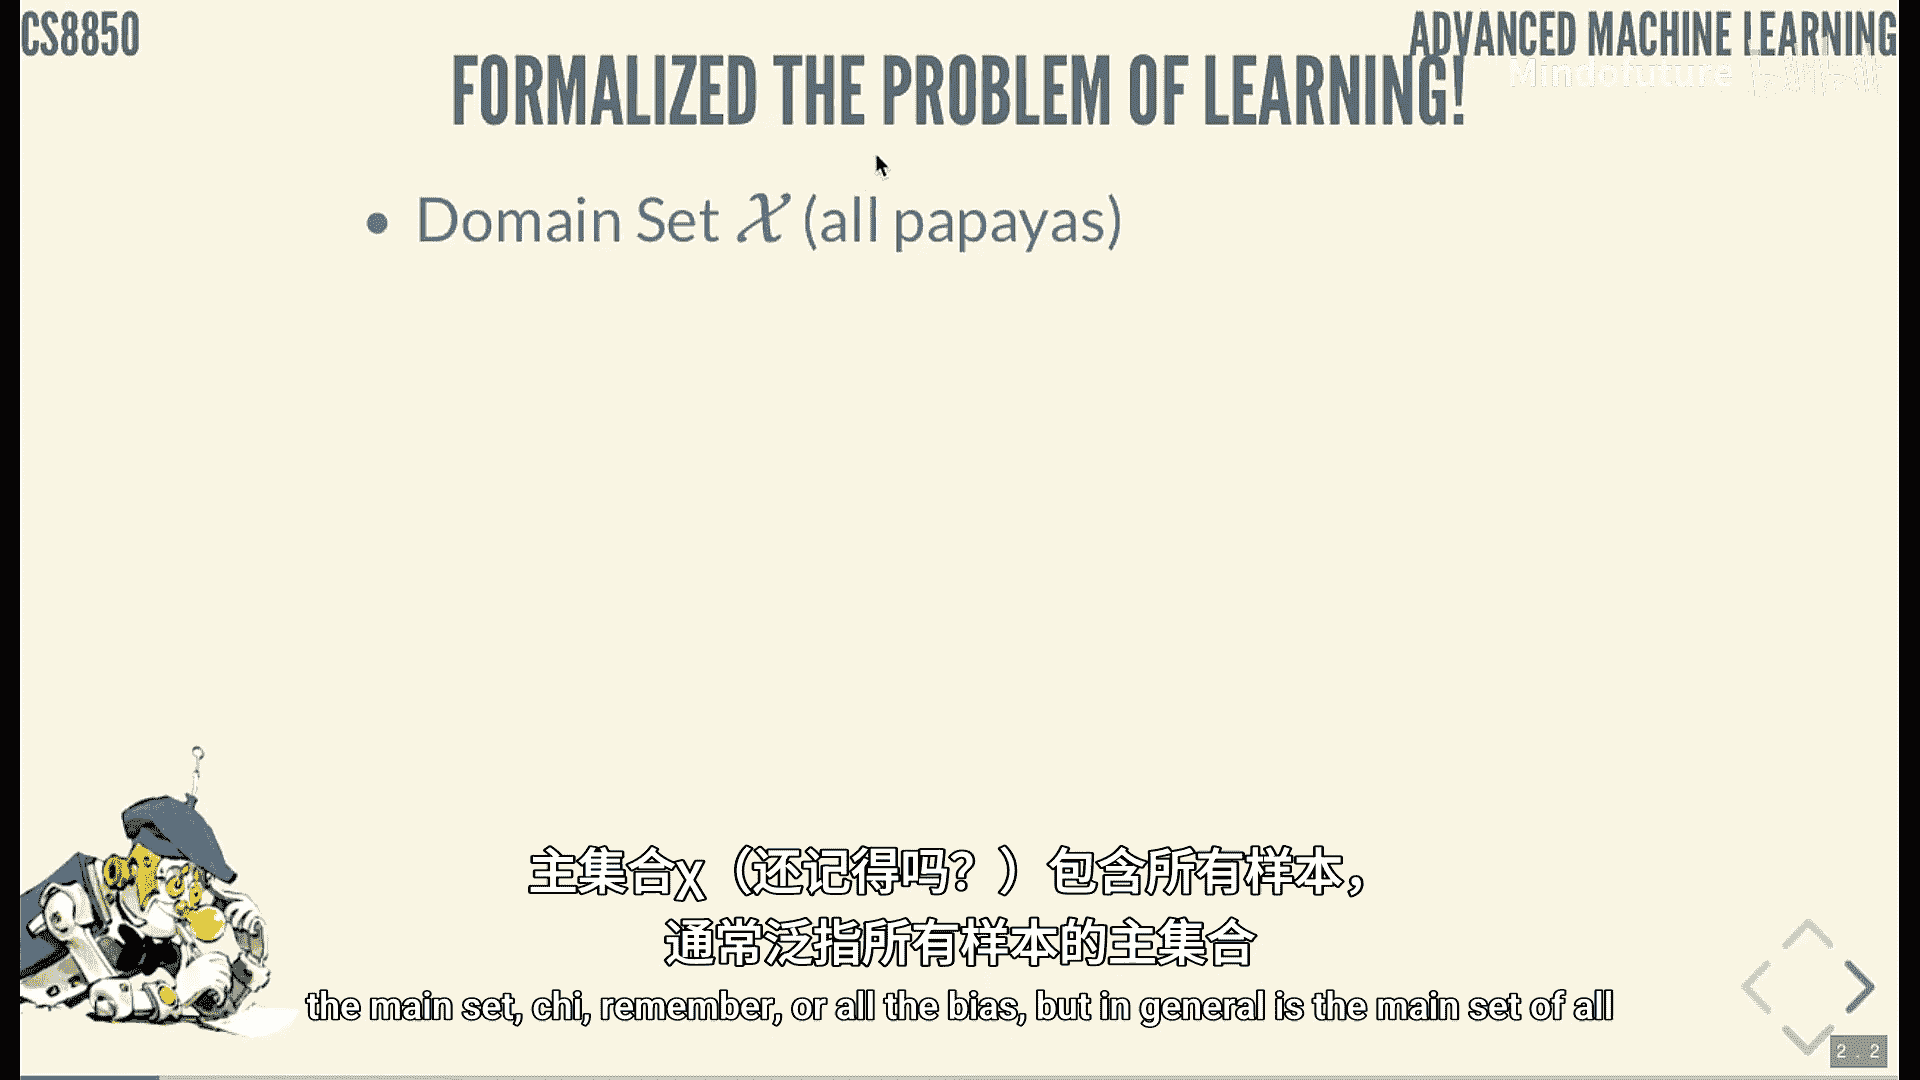 CS8850
ADVANCED MACHINE LEARNING
Mindofuture bilibili
FORMALIZED THE PROBLEM OF LEARNING!
• Domain Set 𝒳 (all papayas)
主集合χ（还记得吗？）包含所有样本，
通常泛指所有样本的主集合
the main set, chi, remember, or all the bias, but in general is the main set of all
2.2